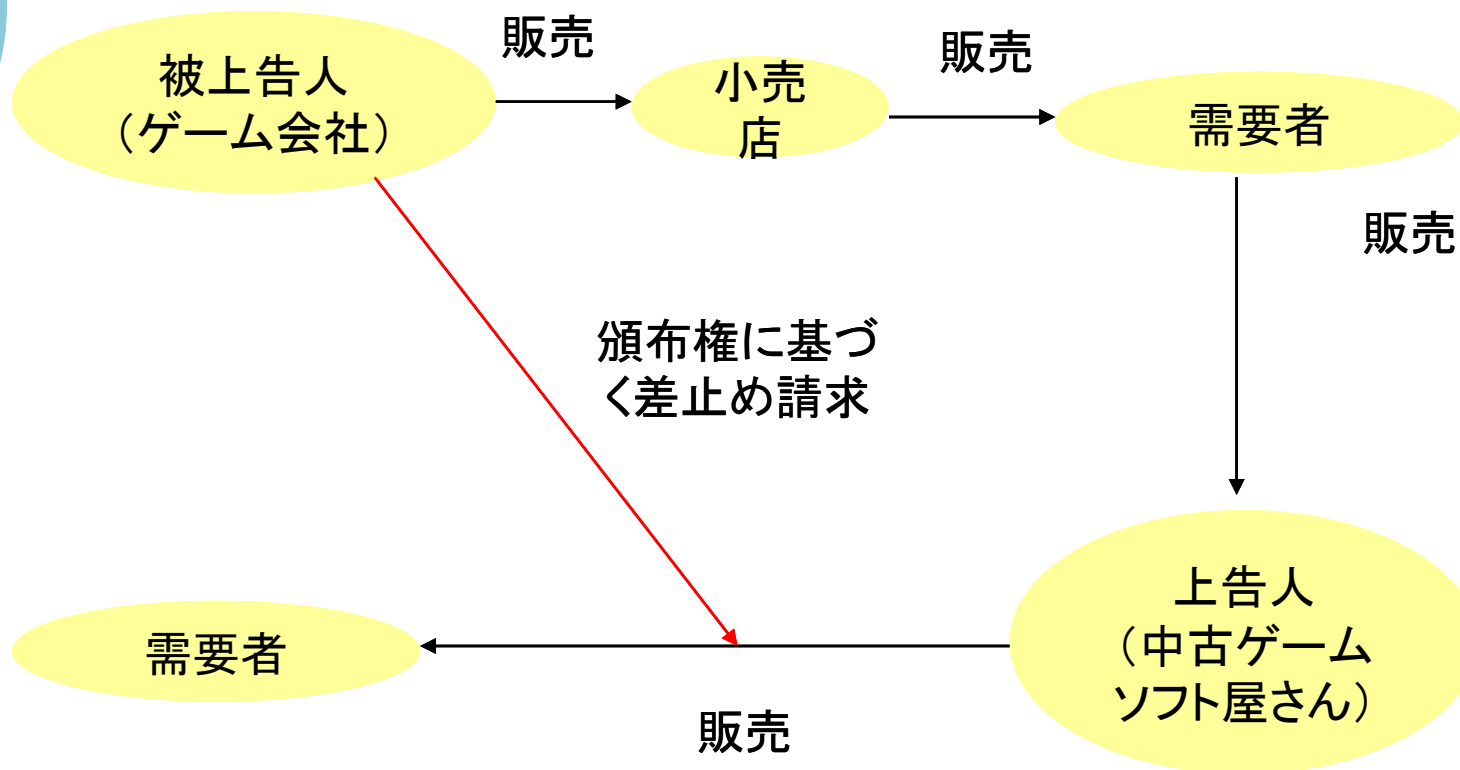 被上告人
（ゲーム会社）
販売
小売
店
販売
需要者
販売
頒布権に基づ
く差止め請求
上告人
（中古ゲーム
ソフト屋さん）
需要者
販売